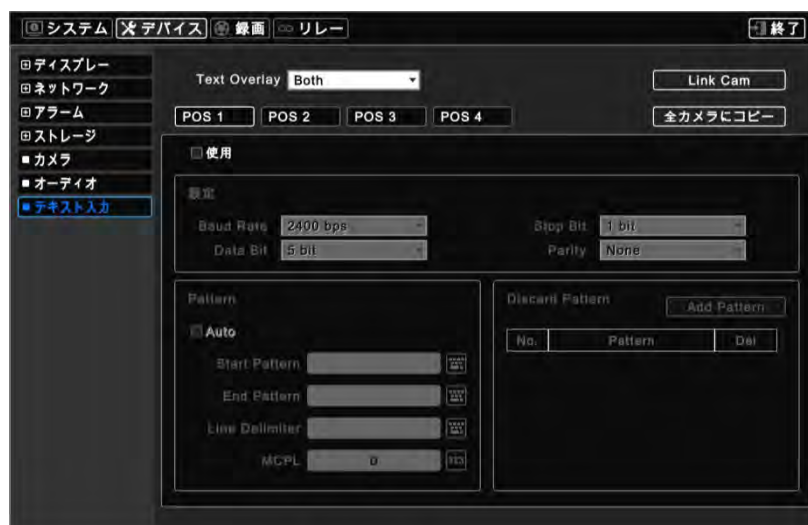 システム デバイス 録画 リレー 終了
ディスプレー
ネットワーク
アラーム
ストレージ
カメラ
オーディオ
テキスト入力
Text Overlay Both Link Cam
POS 1 POS 2 POS 3 POS 4 全カメラにコピー
使用
設定
Baud Rate 2400 bps Stop Bit 1 bit
Data Bit 5 bit Parity None
Pattern
Auto
Start Pattern
End Pattern
Line Delimiter
MCPL 0 123
Discard Pattern Add Pattern
No. Pattern Del